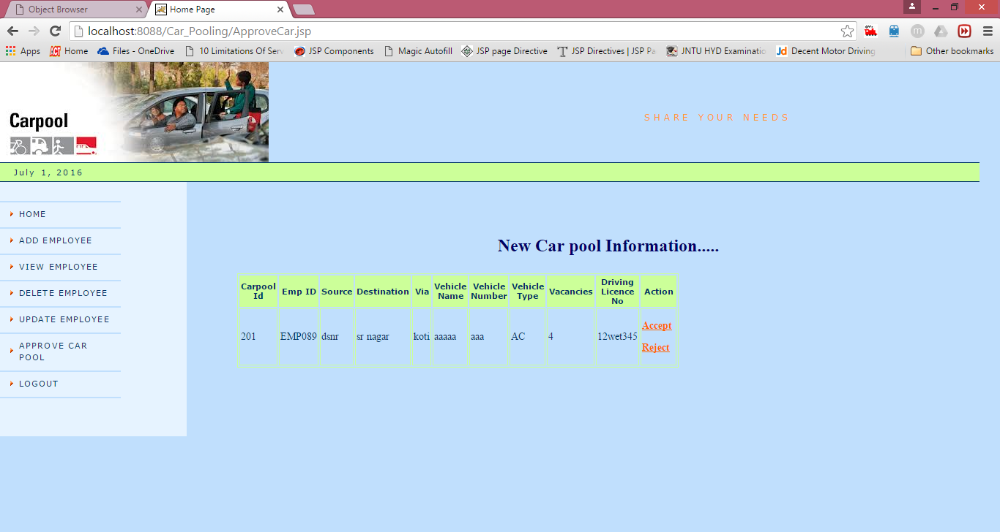 Object Browser
Home Page
localhost:8088/Car_Pooling/ApproveCar.jsp
Apps ACT Home Files - OneDrive 10 Limitations Of Serv JSP Components Magic Autofill JSP page Directive JSP Directives | JSP Pa JNTU HYD Examinatio Jd Decent Motor Driving Other bookmarks
Carpool
SHARE YOUR NEEDS
July 1, 2016
HOME
ADD EMPLOYEE
VIEW EMPLOYEE
DELETE EMPLOYEE
UPDATE EMPLOYEE
APPROVE CAR
POOL
LOGOUT
New Car pool Information.....
Carpool Id Emp ID Source Destination Via Vehicle Name Vehicle Number Vehicle Type Vacancies Driving Licence No Action
201 EMP089 dsnr sr nagar koti aaaaa aaa AC 4 12wet345 Accept
Reject